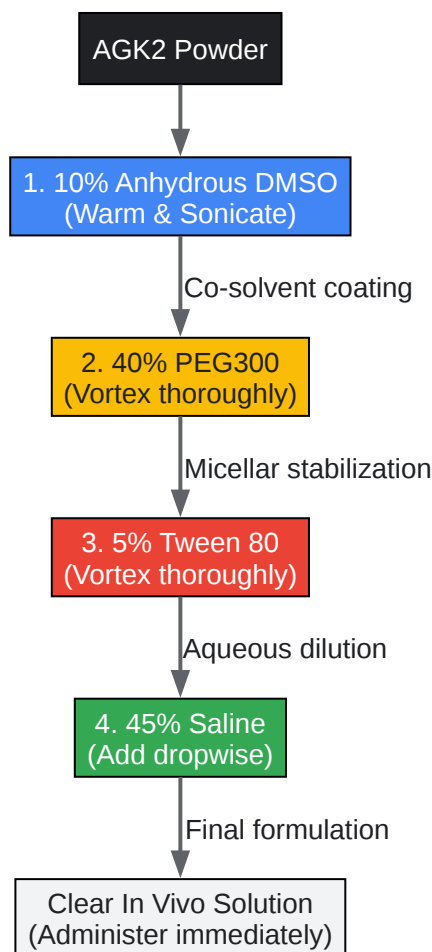 AGK2 Powder
1. 10% Anhydrous DMSO
(Warm & Sonicate)
Co-solvent coating
2. 40% PEG300
(Vortex thoroughly)
Micellar stabilization
3. 5% Tween 80
(Vortex thoroughly)
Aqueous dilution
4. 45% Saline
(Add dropwise)
Final formulation
Clear In Vivo Solution
(Administer immediately)